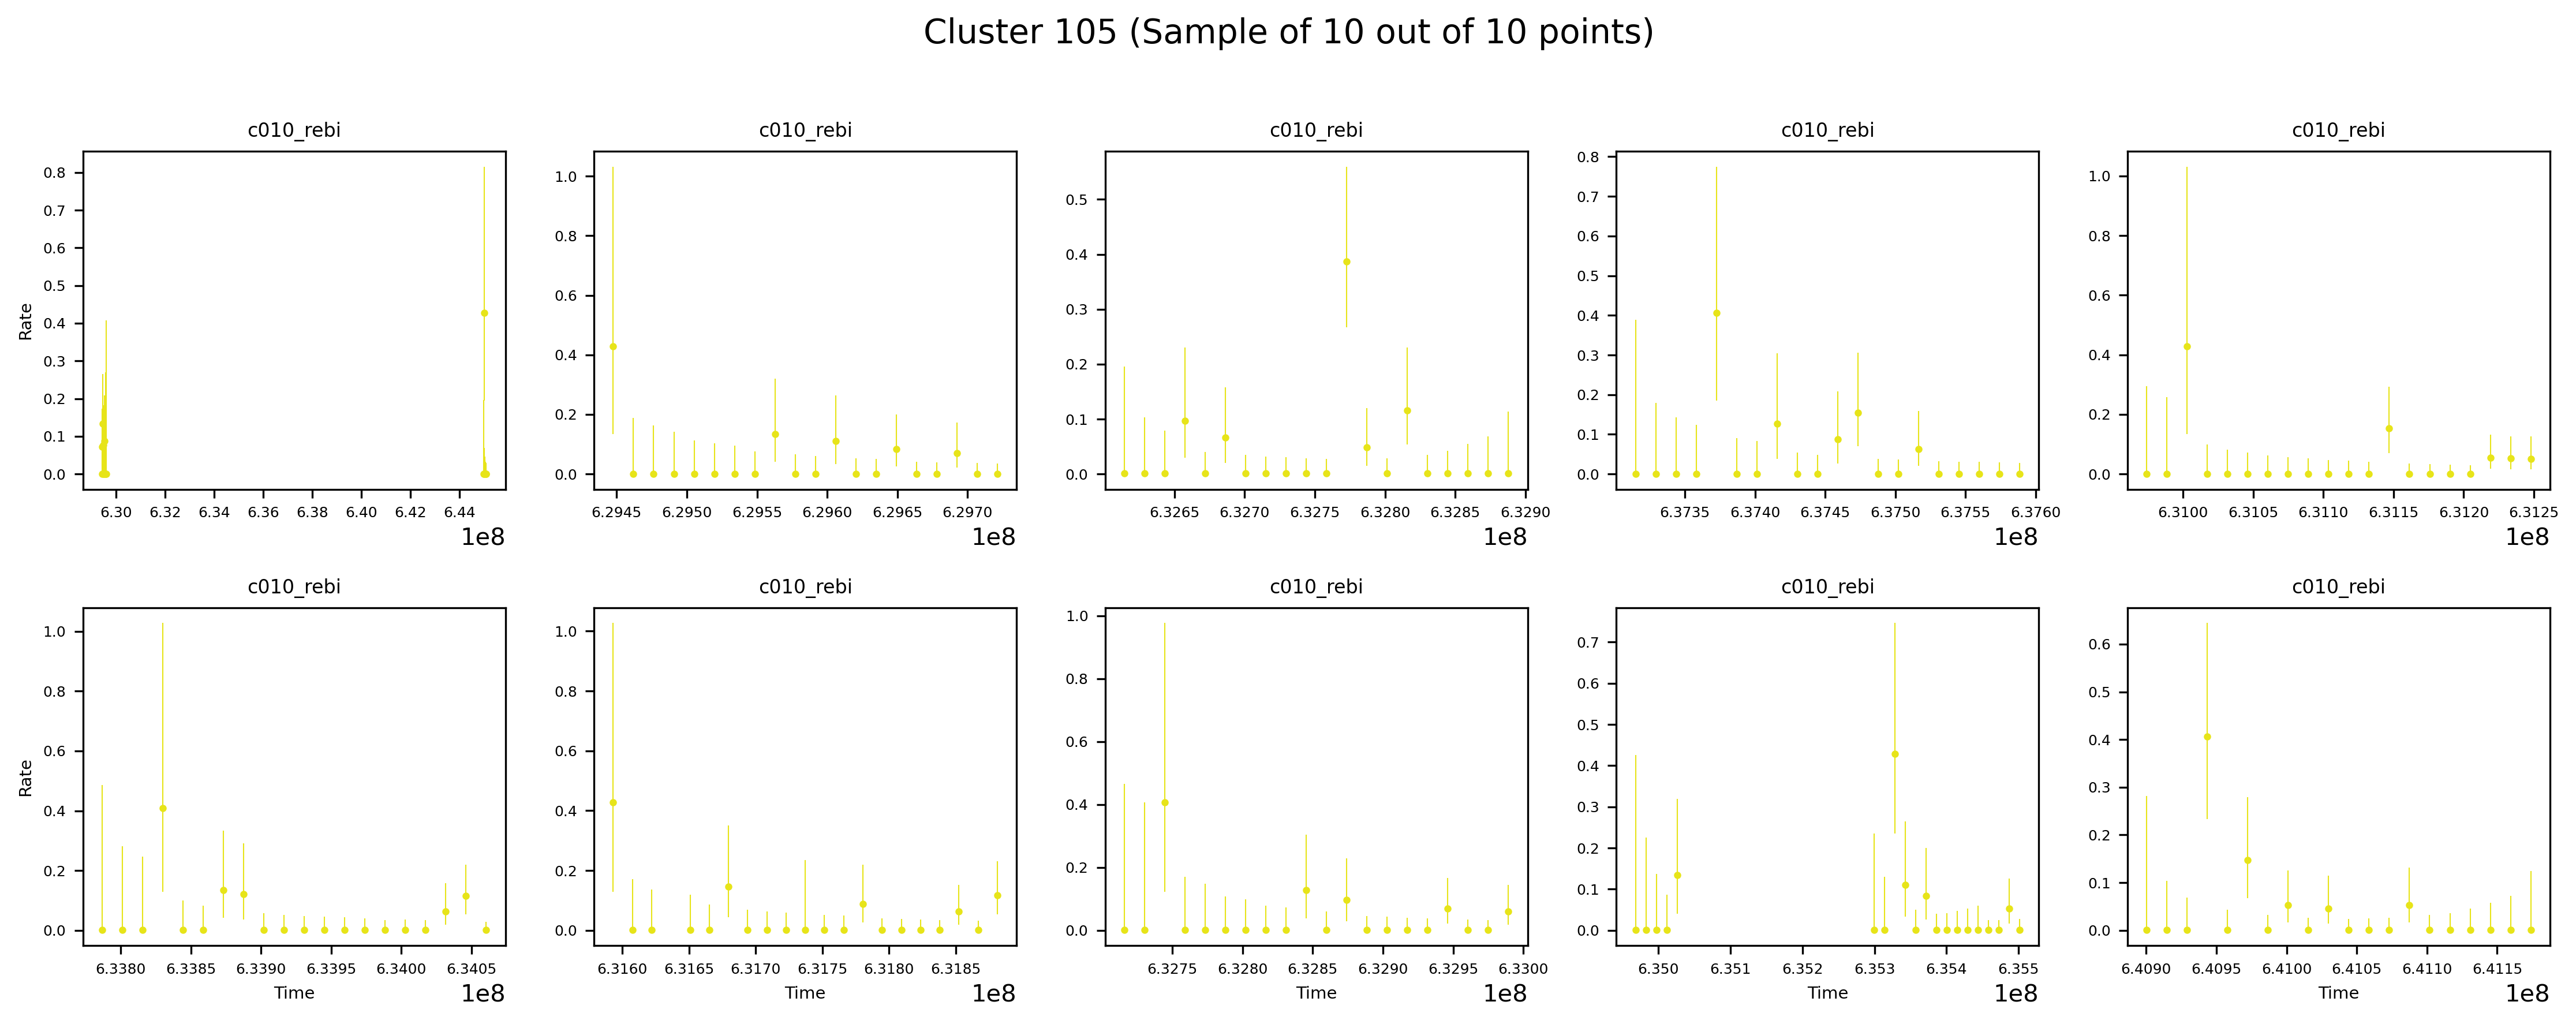 Cluster 105 (Sample of 10 out of 10 points)
c010_rebi c010_rebi c010_rebi c010_rebi c010_rebi
Rate
0.8 0.7 0.6 0.5 0.4 0.3 0.2 0.1 0.0
6.30 6.32 6.34 6.36 6.38 6.40 6.42 6.44
1e8
1.0 0.8 0.6 0.4 0.2 0.0
6.2945 6.2950 6.2955 6.2960 6.2965 6.2970
1e8
0.5 0.4 0.3 0.2 0.1 0.0
6.3265 6.3270 6.3275 6.3280 6.3285 6.3290
1e8
0.8 0.7 0.6 0.5 0.4 0.3 0.2 0.1 0.0
6.3735 6.3740 6.3745 6.3750 6.3755 6.3760
1e8
1.0 0.8 0.6 0.4 0.2 0.0
6.3100 6.3105 6.3110 6.3115 6.3120 6.3125
1e8
c010_rebi c010_rebi c010_rebi c010_rebi c010_rebi
Rate
1.0 0.8 0.6 0.4 0.2 0.0
6.3380 6.3385 6.3390 6.3395 6.3400 6.3405
Time 1e8
1.0 0.8 0.6 0.4 0.2 0.0
6.3160 6.3165 6.3170 6.3175 6.3180 6.3185
Time 1e8
1.0 0.8 0.6 0.4 0.2 0.0
6.3275 6.3280 6.3285 6.3290 6.3295 6.3300
Time 1e8
0.7 0.6 0.5 0.4 0.3 0.2 0.1 0.0
6.350 6.351 6.352 6.353 6.354 6.355
Time 1e8
0.6 0.5 0.4 0.3 0.2 0.1 0.0
6.4090 6.4095 6.4100 6.4105 6.4110 6.4115
Time 1e8